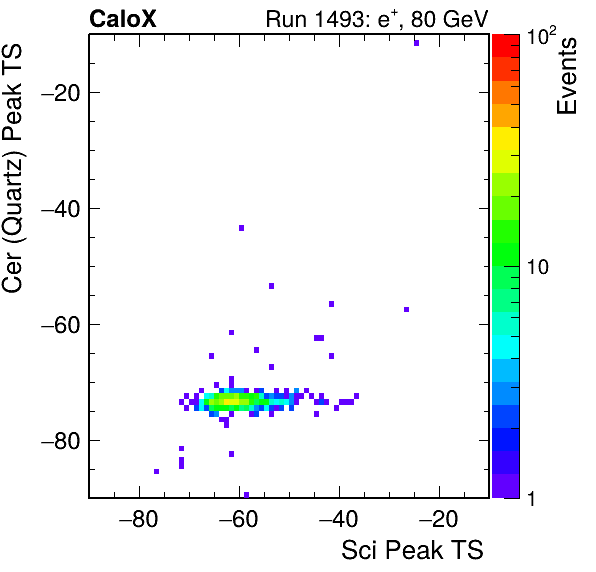 CaloX
Run 1493: e⁺, 80 GeV
Cer (Quartz) Peak TS
−20
−40
−60
−80
−80
−60
−40
−20
Sci Peak TS
10²
10
1
Events